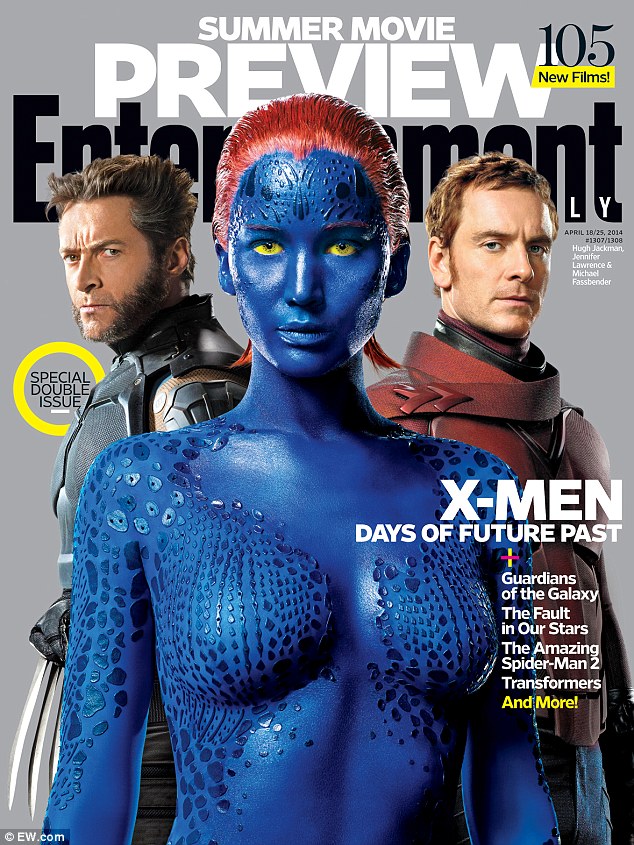 SUMMER MOVIE
PREVIEW
105
New Films!
Entertainment
LY
APRIL 18/25, 2014
#1307/1308
Hugh Jackman,
Jennifer
Lawrence &
Michael
Fassbender
SPECIAL
DOUBLE
ISSUE
X-MEN
DAYS OF FUTURE PAST
+
Guardians
of the Galaxy
The Fault
in Our Stars
The Amazing
Spider-Man 2
Transformers
And More!
© EW.com